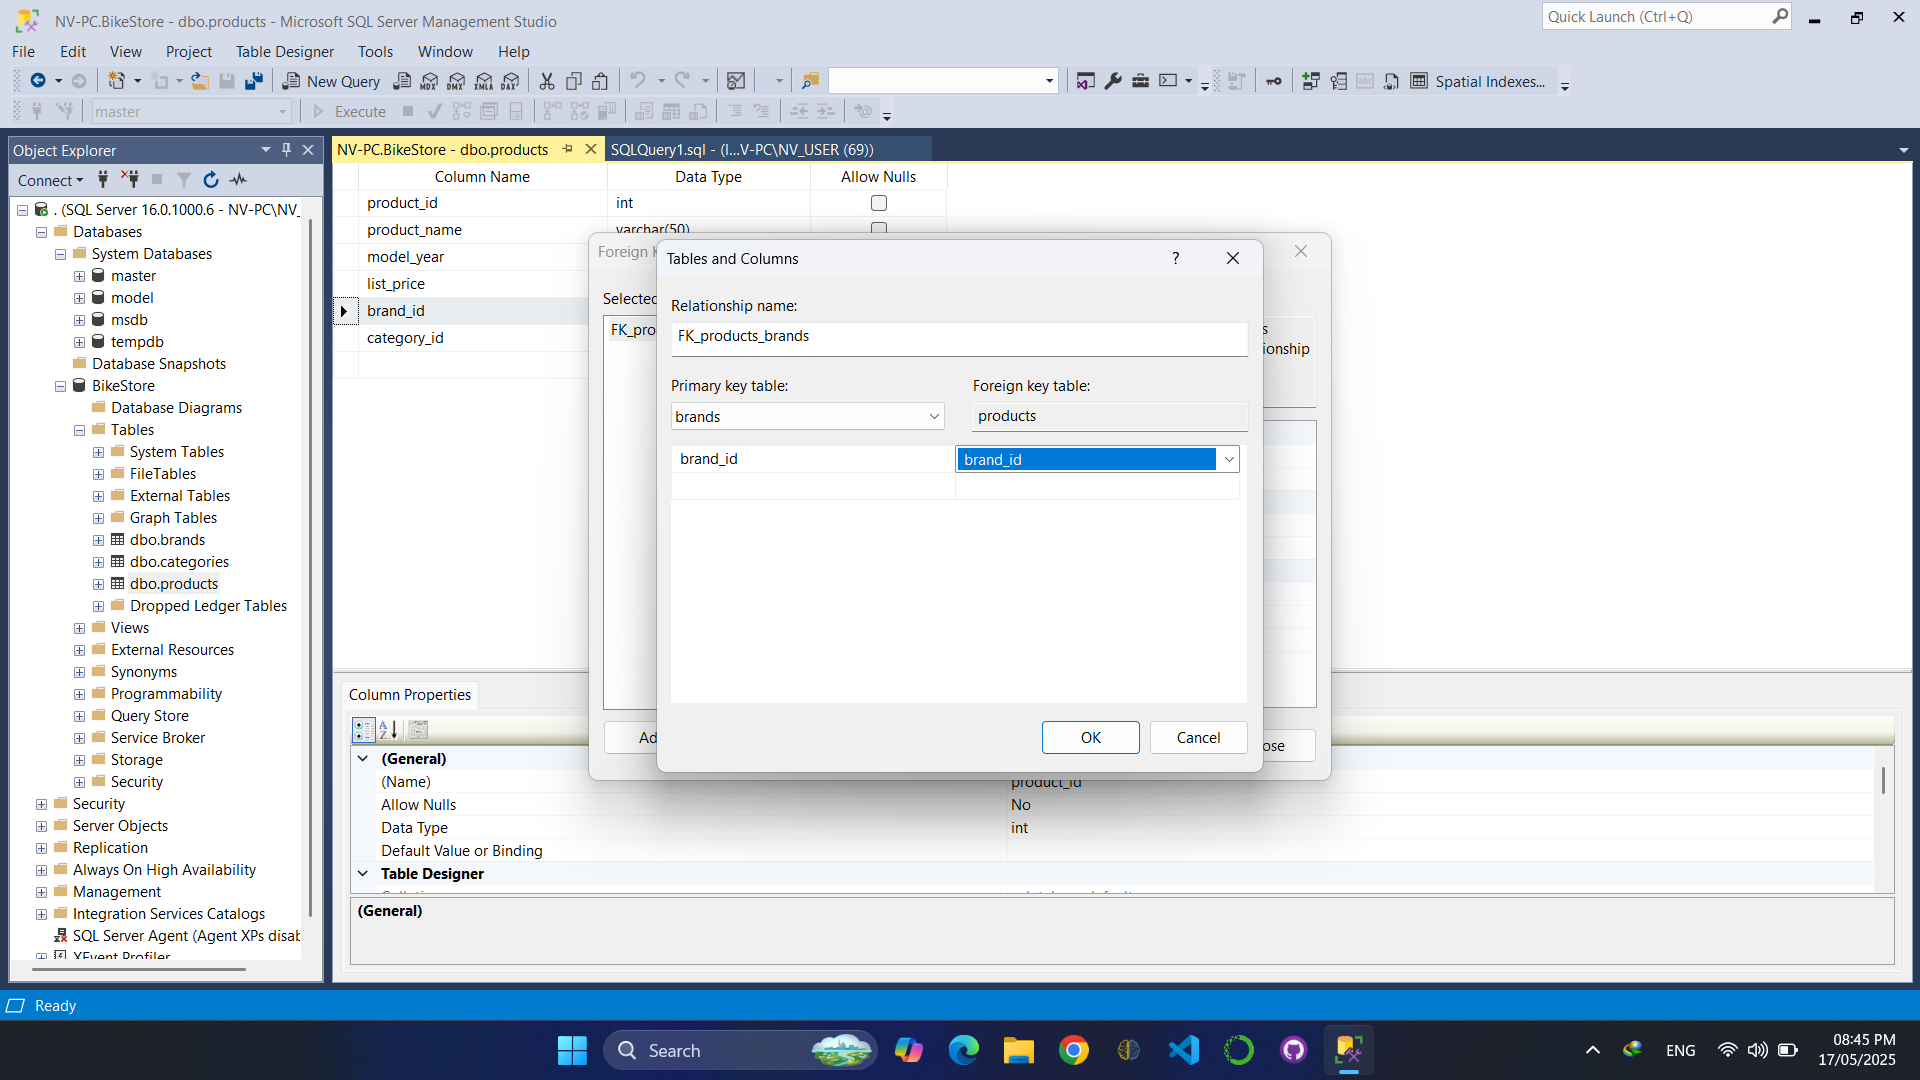 NV-PC.BikeStore - dbo.products - Microsoft SQL Server Management Studio
Quick Launch (Ctrl+Q)
File Edit View Project Table Designer Tools Window Help
New Query MDX DMX XMLA DAX Spatial Indexes...
master Execute
Object Explorer
NV-PC.BikeStore - dbo.products SQLQuery1.sql - (l...V-PC\NV_USER (69))
Connect
. (SQL Server 16.0.1000.6 - NV-PC\NV_
Databases
System Databases
master
model
msdb
tempdb
Database Snapshots
BikeStore
Database Diagrams
Tables
System Tables
FileTables
External Tables
Graph Tables
dbo.brands
dbo.categories
dbo.products
Dropped Ledger Tables
Views
External Resources
Synonyms
Programmability
Query Store
Service Broker
Storage
Security
Security
Server Objects
Replication
Always On High Availability
Management
Integration Services Catalogs
SQL Server Agent (Agent XPs disab
XEvent Profiler
Column Name Data Type Allow Nulls
product_id int
product_name varchar(50)
model_year
list_price
brand_id
category_id
Foreign K
Selected
FK_pro
s
ionship
Ad
ose
Tables and Columns ?
Relationship name:
FK_products_brands
Primary key table: Foreign key table:
brands products
brand_id brand_id
OK Cancel
Column Properties
(General)
(Name) product_id
Allow Nulls No
Data Type int
Default Value or Binding
Table Designer
(General)
Ready
Search
ENG
08:45 PM
17/05/2025